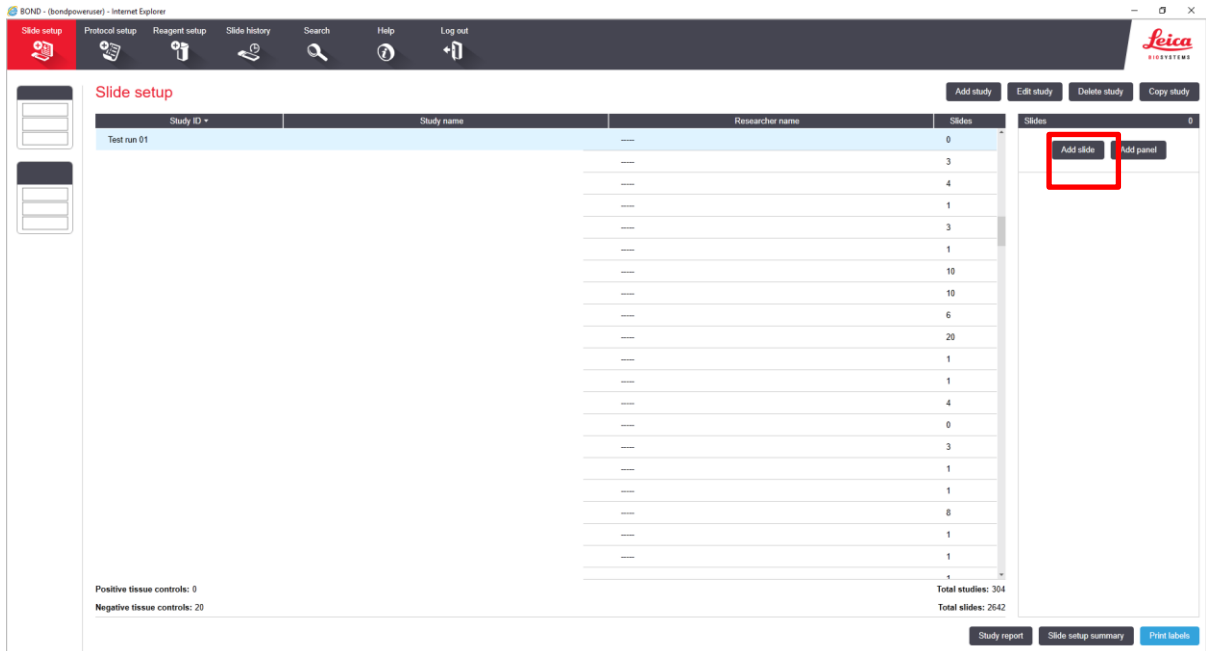 BOND - (bondpoweruser) - Internet Explorer
Slide setup Protocol setup Reagent setup Slide history Search Help Log out
Leica
BIOSYSTEMS
Slide setup
Add study Edit study Delete study Copy study
Study ID Study name Researcher name Slides
Slides 0
Test run 01 ---- 0
Add slide Add panel
---- 3
---- 4
---- 1
---- 3
---- 1
---- 10
---- 10
---- 6
---- 20
---- 1
---- 1
---- 4
---- 0
---- 3
---- 1
---- 1
---- 8
---- 1
---- 1
Positive tissue controls: 0 Total studies: 304
Negative tissue controls: 20 Total slides: 2642
Study report Slide setup summary Print labels